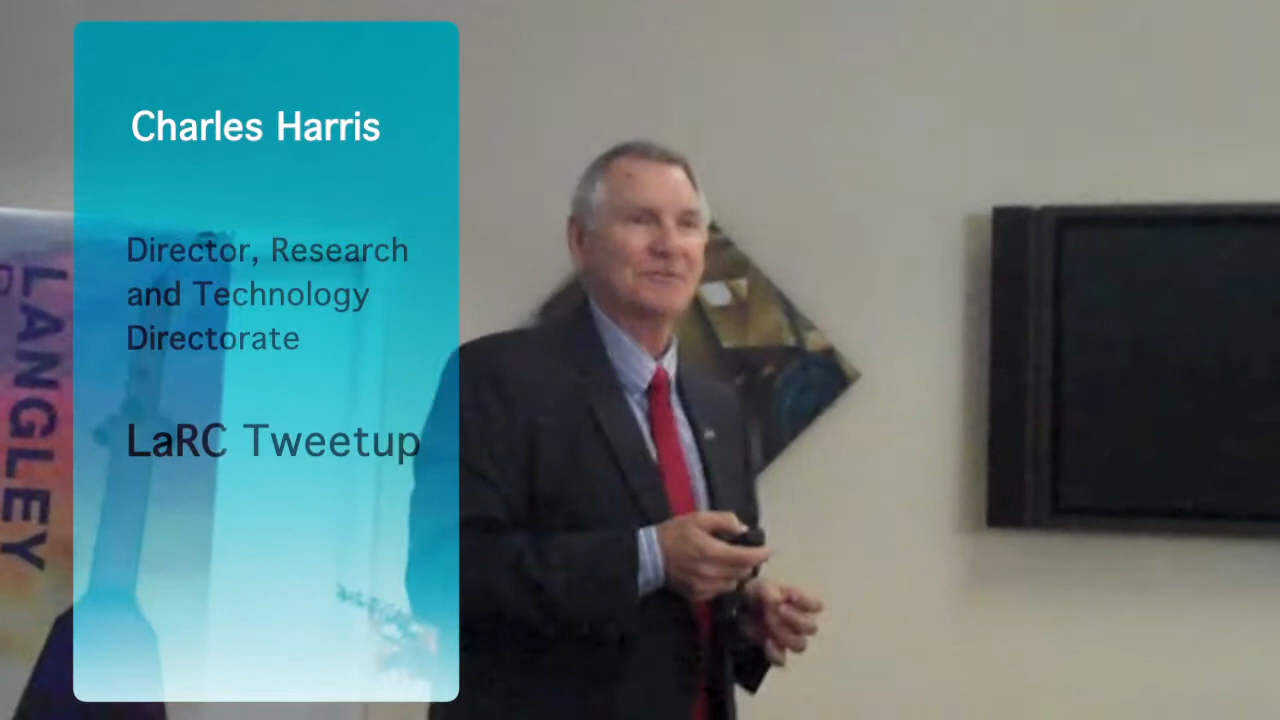 Charles Harris
Director, Research
and Technology
Directorate
LaRC Tweetup
LANGLEY